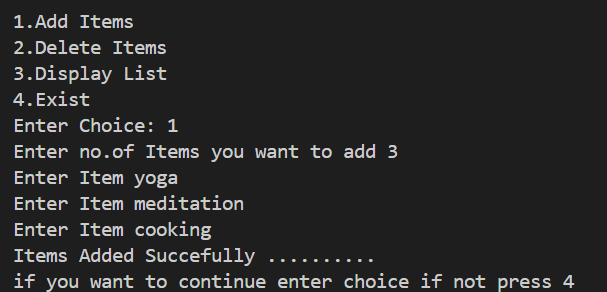 1.Add Items
2.Delete Items
3.Display List
4.Exist
Enter Choice: 1
Enter no.of Items you want to add 3
Enter Item yoga
Enter Item meditation
Enter Item cooking
Items Added Succefully ..........
if you want to continue enter choice if not press 4